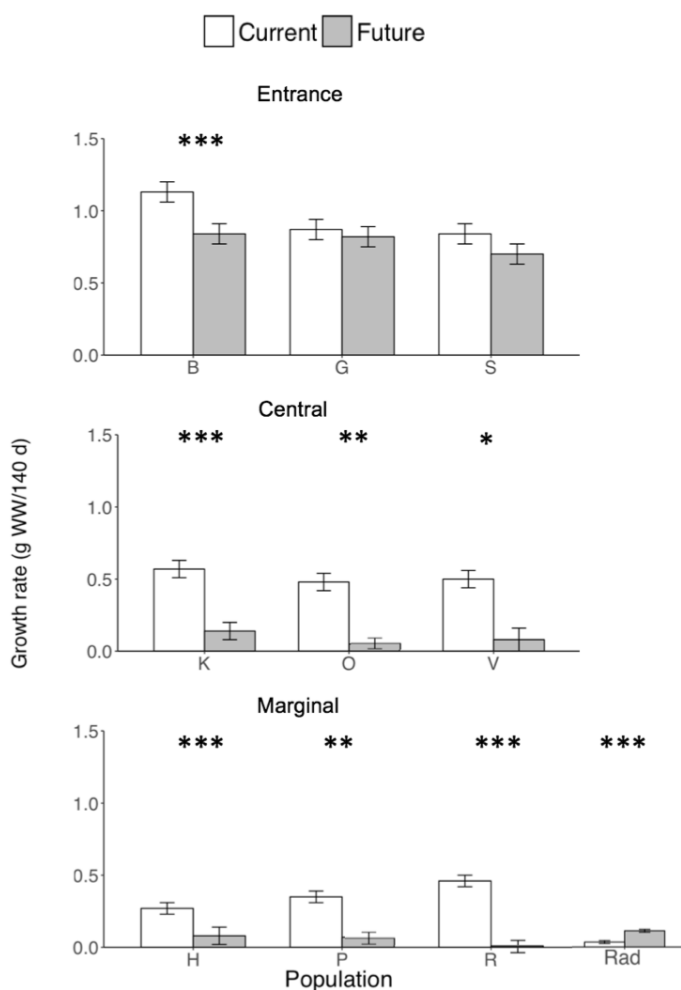 Current Future
Entrance
1.5
***
1.0
0.5
0.0
B G S
Central
1.5
*** ** *
1.0
0.5
0.0
K O V
Growth rate (g WW/140 d)
Marginal
1.5
*** ** *** ***
1.0
0.5
0.0
H P R Rad
Population